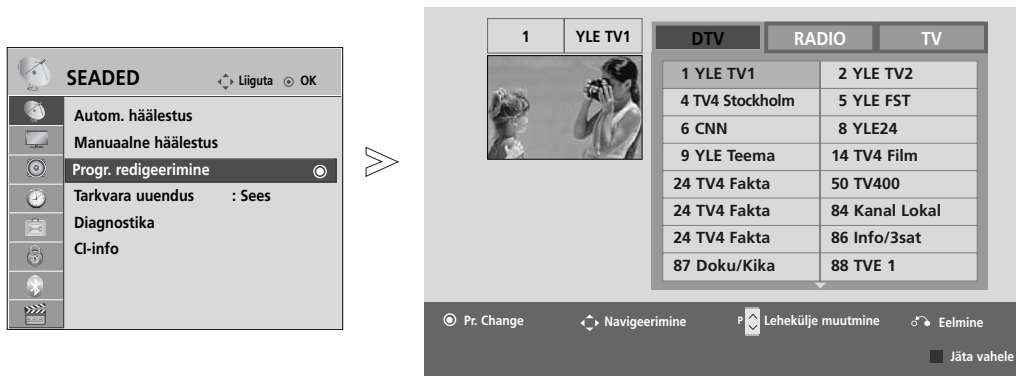 SEADED Liiguta OK
Autom. häälestus
Manuaalne häälestus
Progr. redigeerimine
Tarkvara uuendus : Sees
Diagnostika
CI-info
1 YLE TV1
DTV RADIO TV
1 YLE TV1 2 YLE TV2
4 TV4 Stockholm 5 YLE FST
6 CNN 8 YLE24
9 YLE Teema 14 TV4 Film
24 TV4 Fakta 50 TV400
24 TV4 Fakta 84 Kanal Lokal
24 TV4 Fakta 86 Info/3sat
87 Doku/Kika 88 TVE 1
Pr. Change Navigeerimine P Lehekülje muutmine Eelmine
Jäta vahele